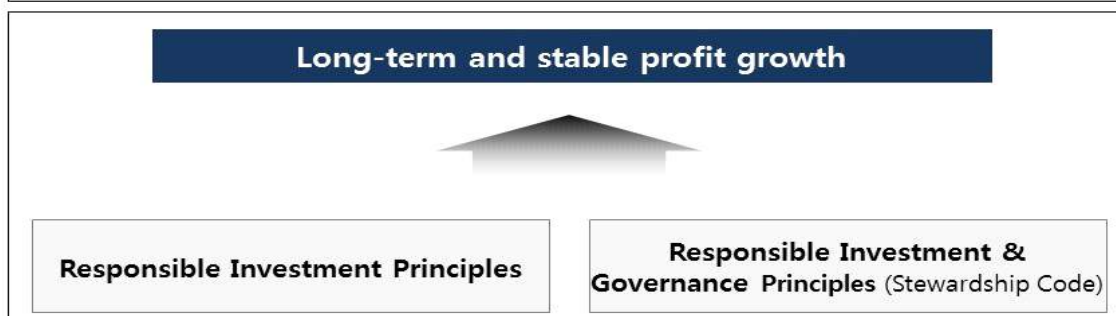 Long-term and stable profit growth
Responsible Investment Principles
Responsible Investment &
Governance Principles (Stewardship Code)